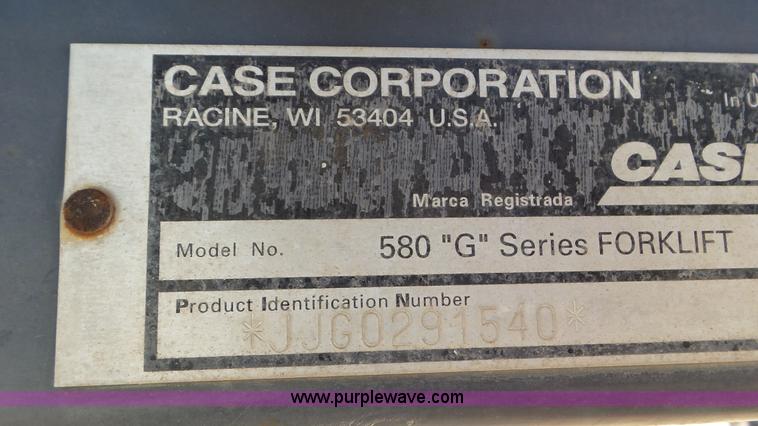 CASE CORPORATION
RACINE, WI 53404 U.S.A.
In U
CASE
Marca Registrada
Model No. 580 "G" Series FORKLIFT
Product Identification Number
*JJG0291540*
www.purplewave.com